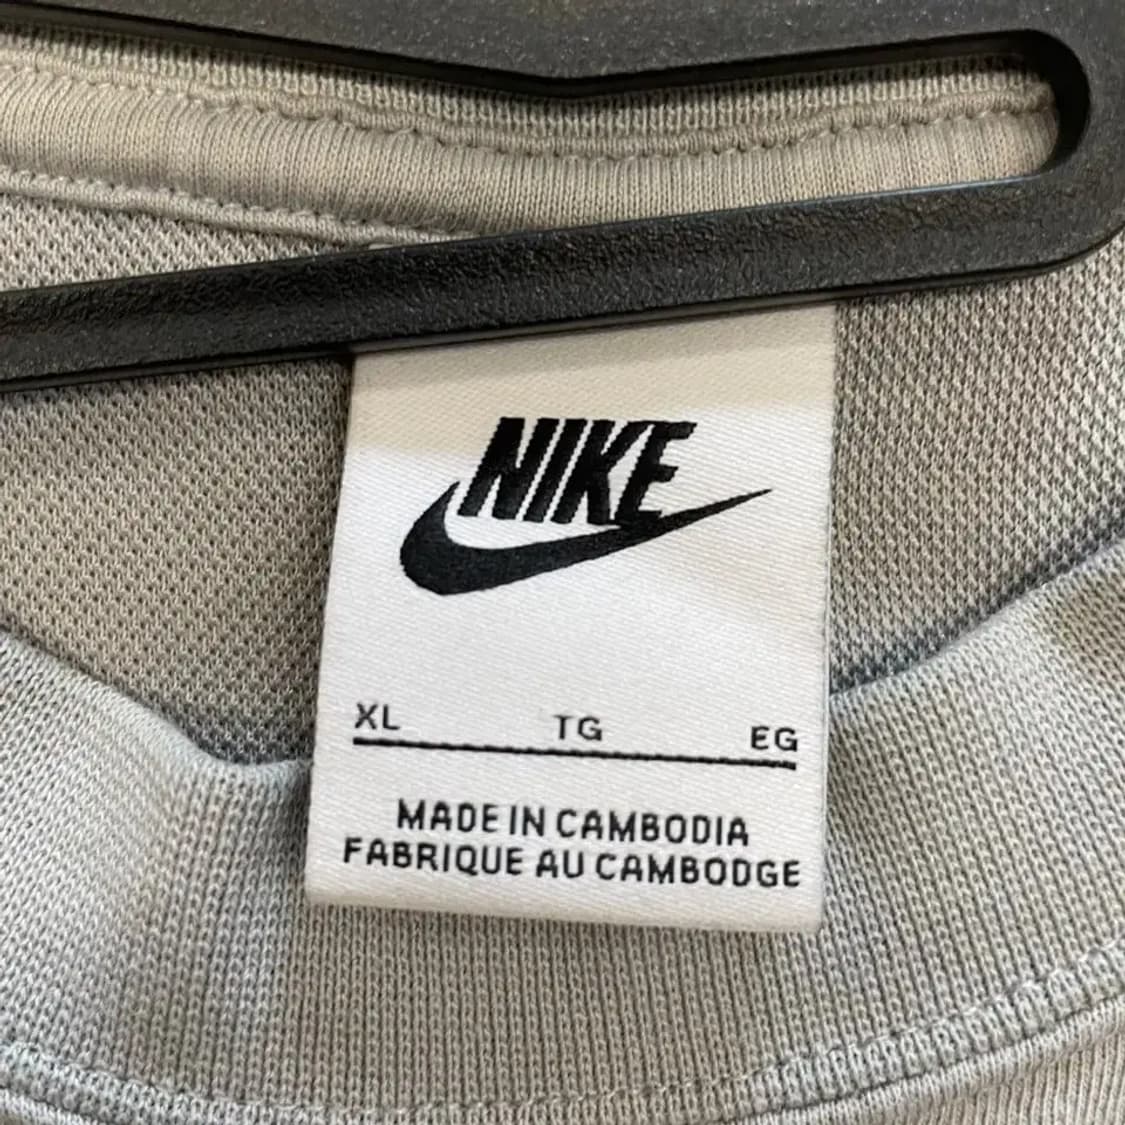 NIKE
XL TG EG
MADE IN CAMBODIA
FABRIQUE AU CAMBODGE